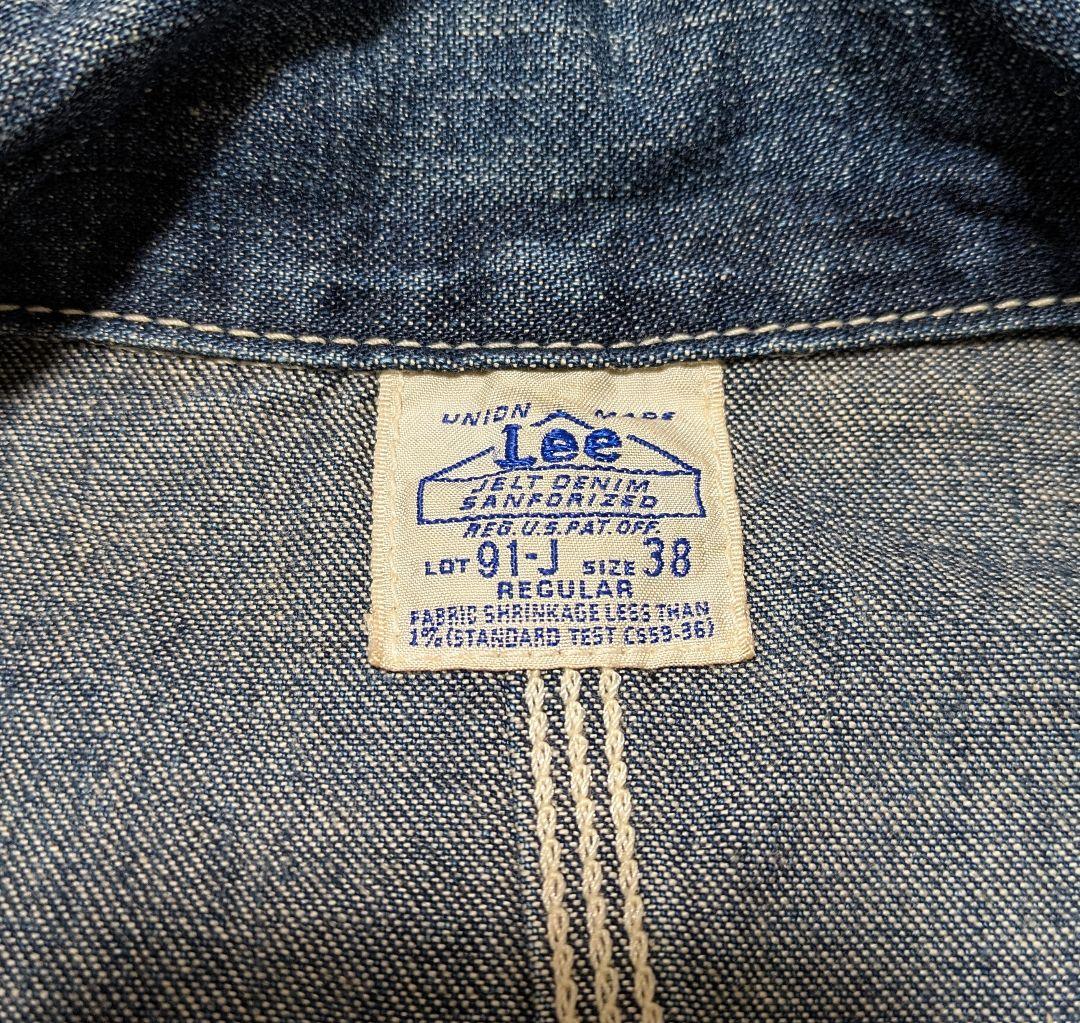 UNION MADE
Lee
JELT DENIM
SANFORIZED
REG. U.S. PAT. OFF.
LOT 91-J SIZE 38
REGULAR
FABRIC SHRINKAGE LESS THAN
1% (STANDARD TEST CS59-36)